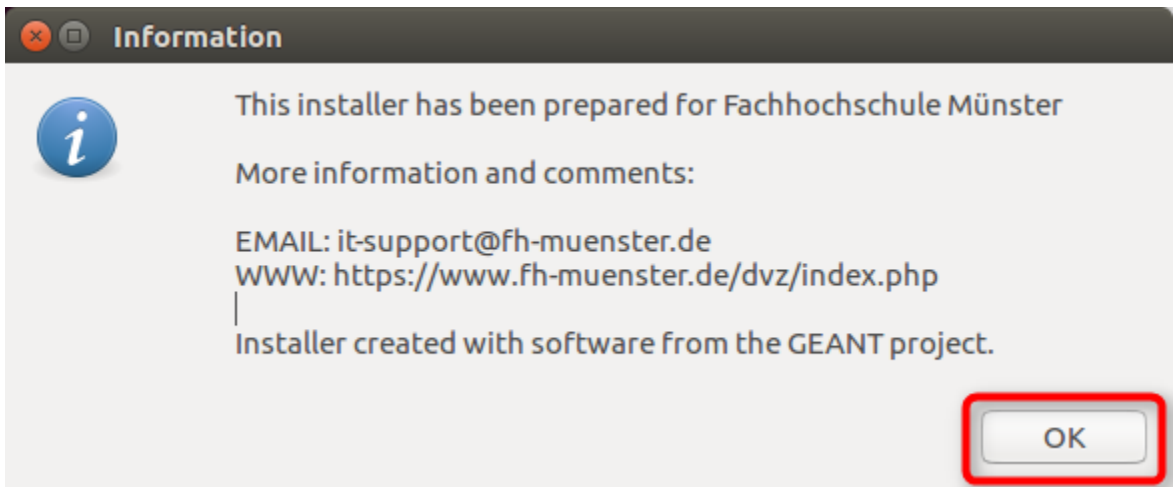 Information
This installer has been prepared for Fachhochschule Münster
More information and comments:
EMAIL: it-support@fh-muenster.de
WWW: https://www.fh-muenster.de/dvz/index.php
Installer created with software from the GEANT project.
OK